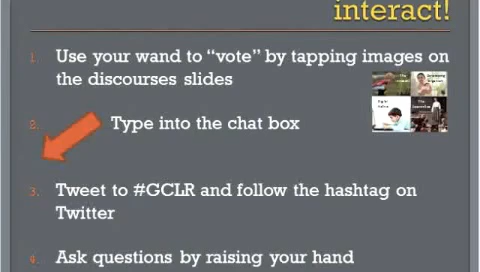 interact!
1. Use your wand to “vote” by tapping images on
the discourses slides
2. Type into the chat box
3. Tweet to #GCLR and follow the hashtag on
Twitter
4. Ask questions by raising your hand